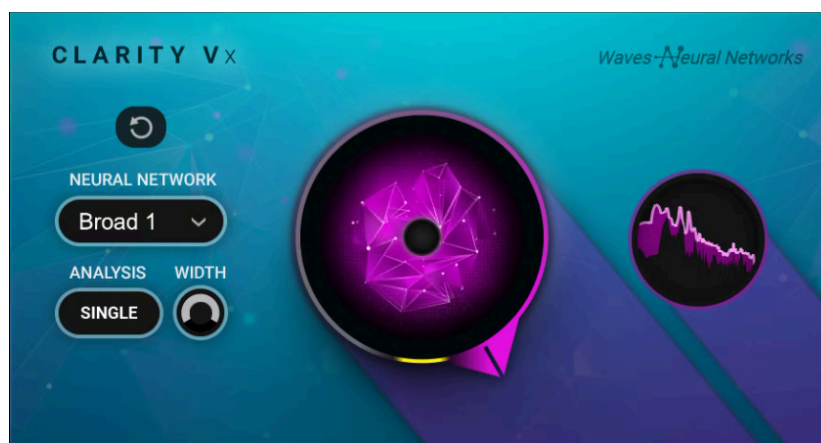 CLARITY Vx
Waves Neural Networks
NEURAL NETWORK
Broad 1
ANALYSIS
WIDTH
SINGLE